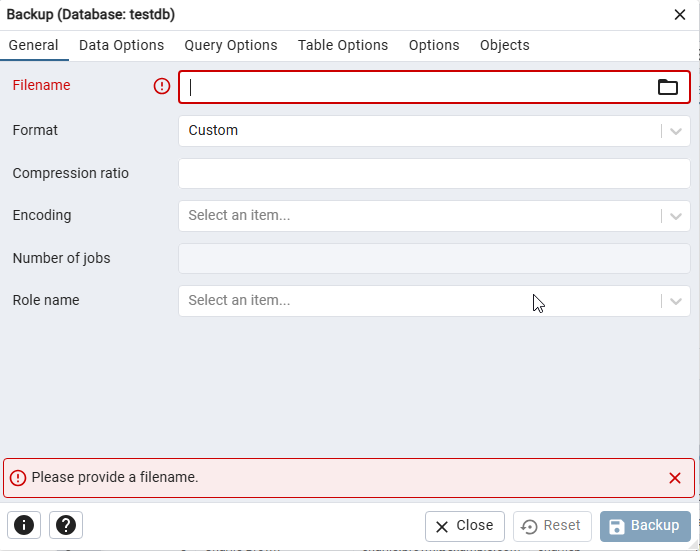 Backup (Database: testdb)
General Data Options Query Options Table Options Options Objects
Filename
Format Custom
Compression ratio
Encoding Select an item...
Number of jobs
Role name Select an item...
Please provide a filename.
Close Reset Backup